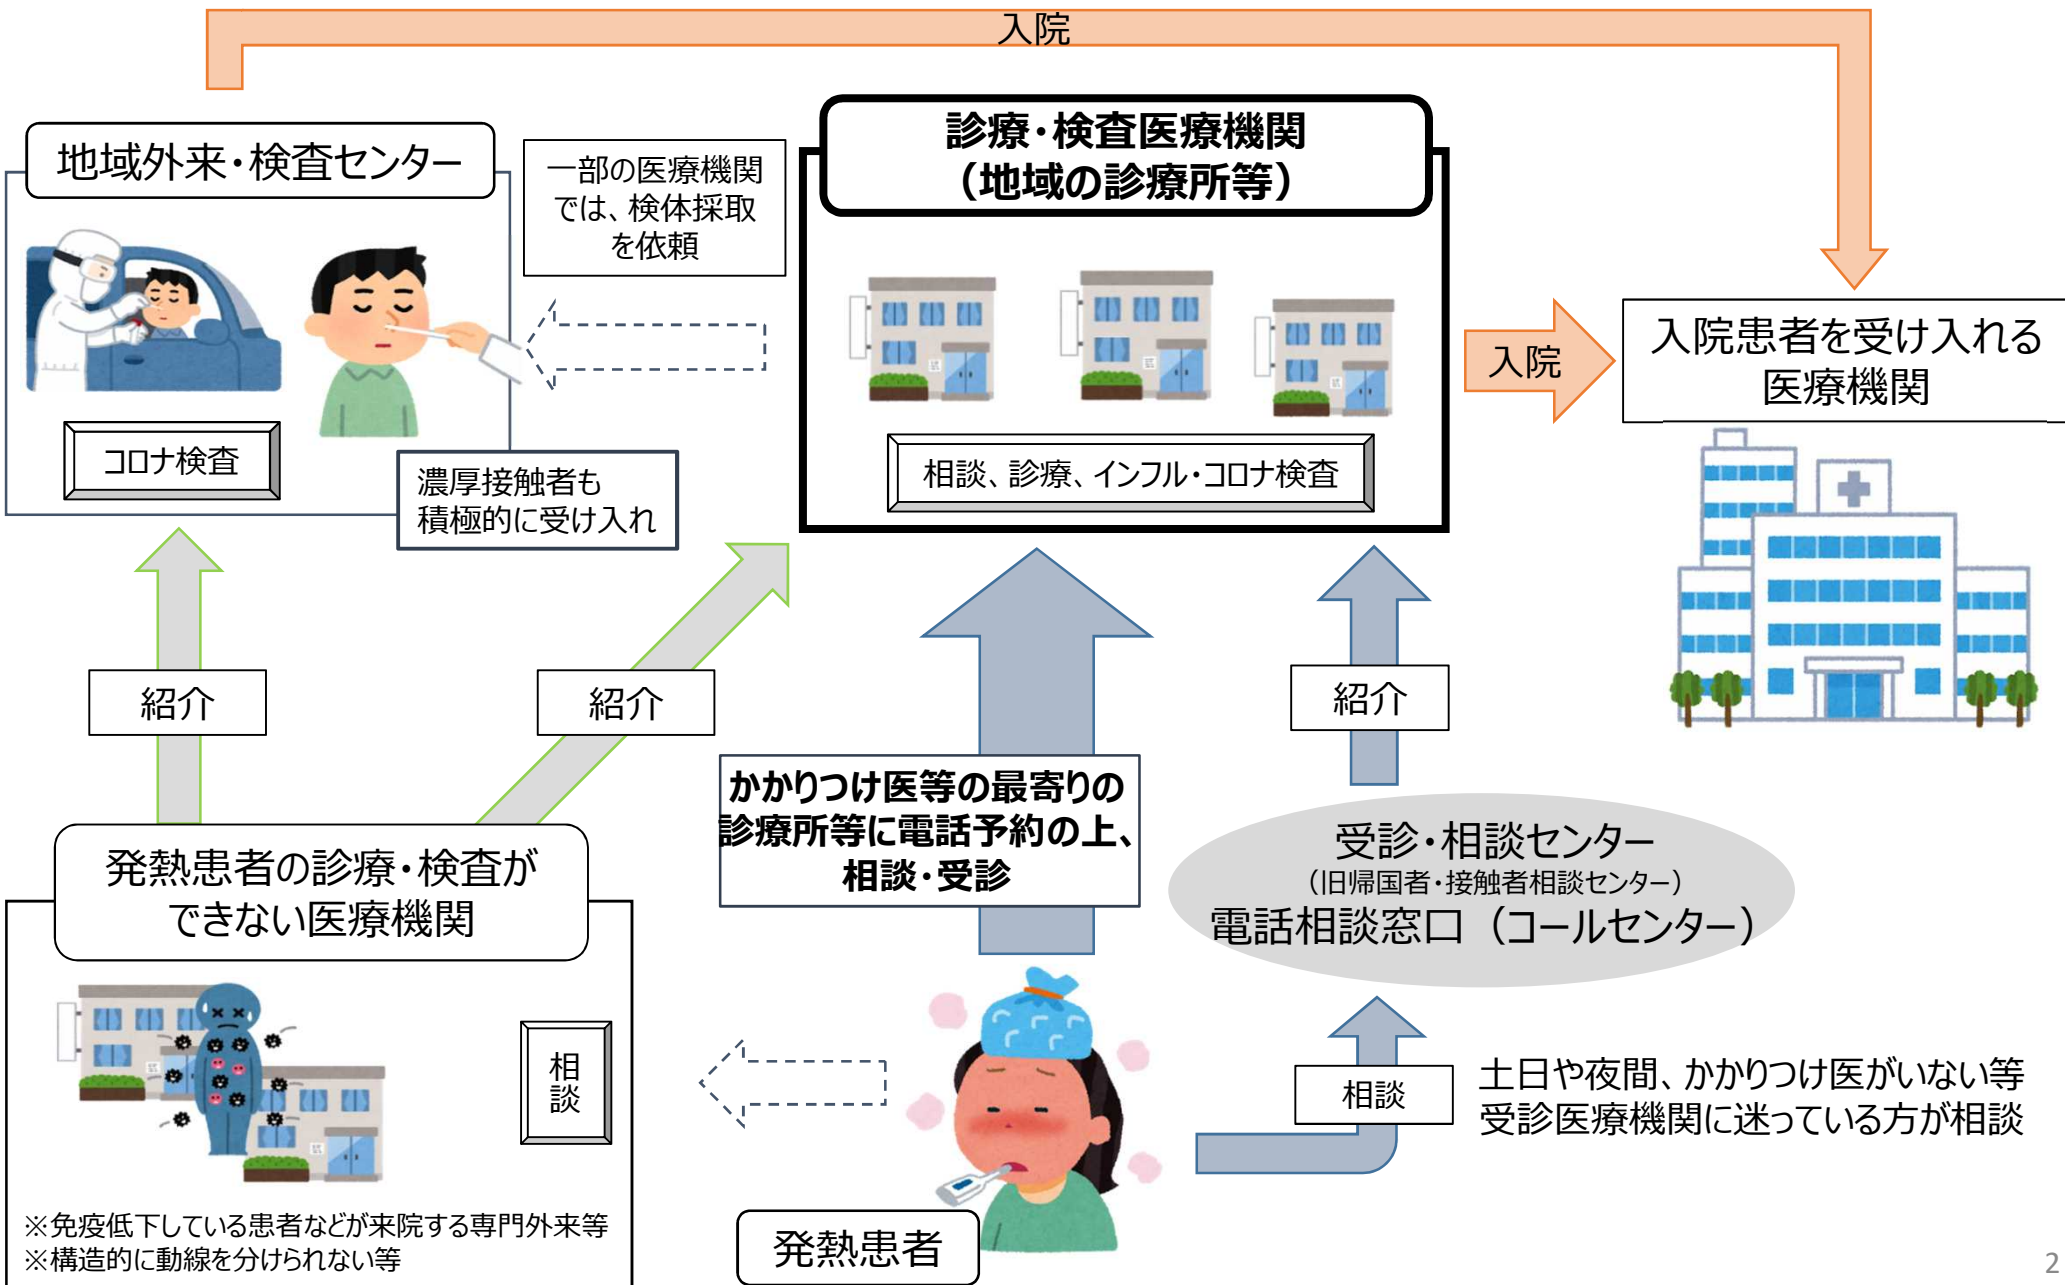 入院
地域外来・検査センター
一部の医療機関
では、検体採取
を依頼
診療・検査医療機関
（地域の診療所等）
コロナ検査
濃厚接触者も
積極的に受け入れ
相談、診療、インフル・コロナ検査
入院
入院患者を受け入れる
医療機関
紹介
紹介
紹介
かかりつけ医等の最寄りの
診療所等に電話予約の上、
相談・受診
受診・相談センター
（旧帰国者・接触者相談センター）
電話相談窓口（コールセンター）
発熱患者の診療・検査が
できない医療機関
相談
相談
土日や夜間、かかりつけ医がいない等
受診医療機関に迷っている方が相談
※免疫低下している患者などが来院する専門外来等
※構造的に動線を分けられない等
発熱患者
2